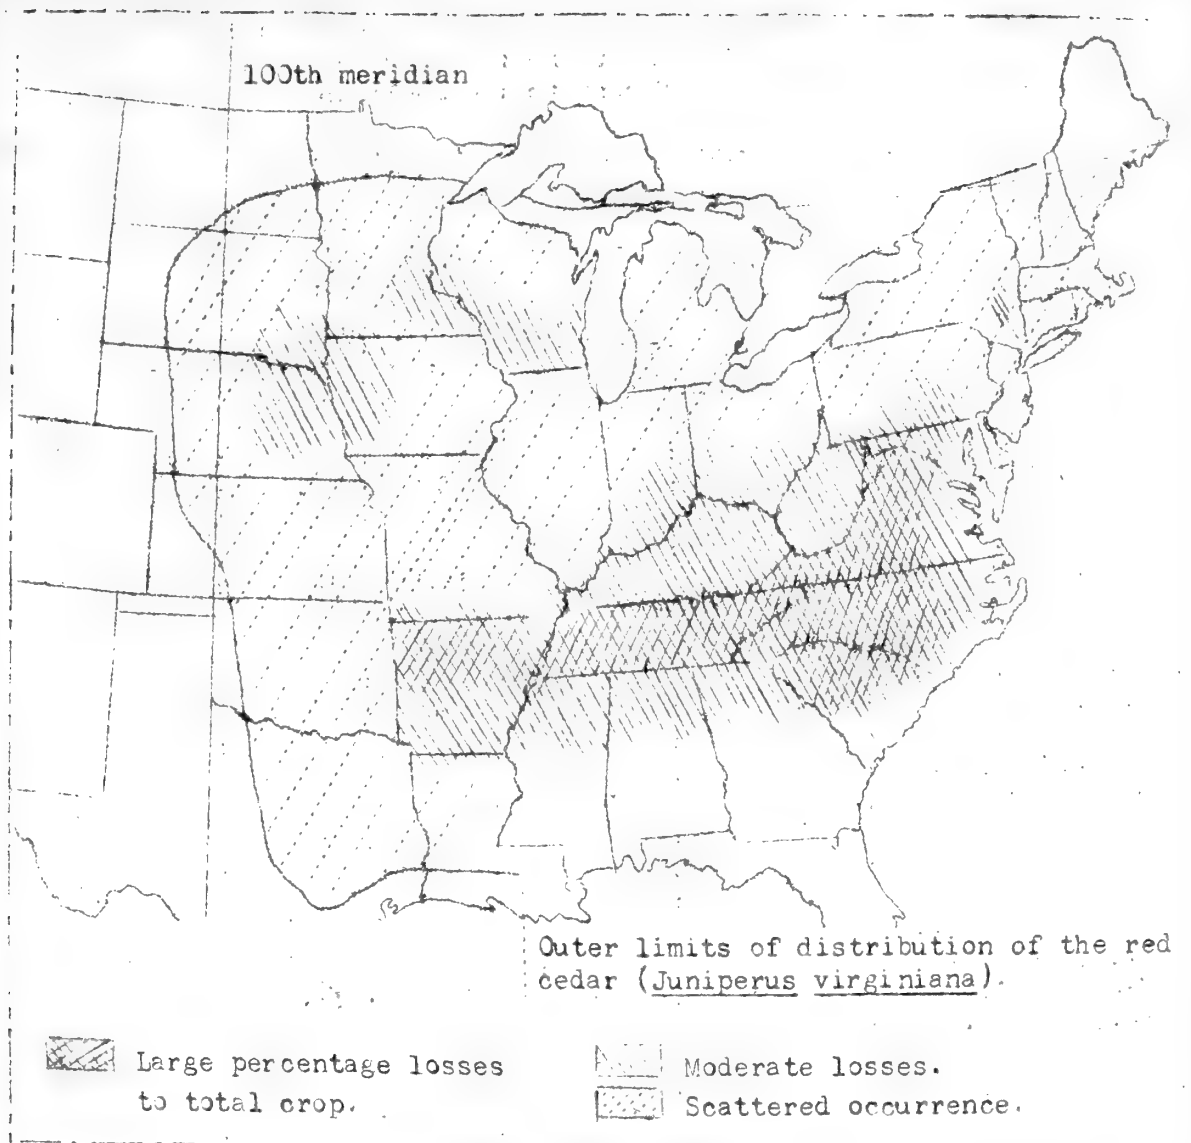 100th meridian
Outer limits of distribution of the red
cedar (Juniperus virginiana).
Large percentage losses
to total crop.
Moderate losses.
Scattered occurrence.